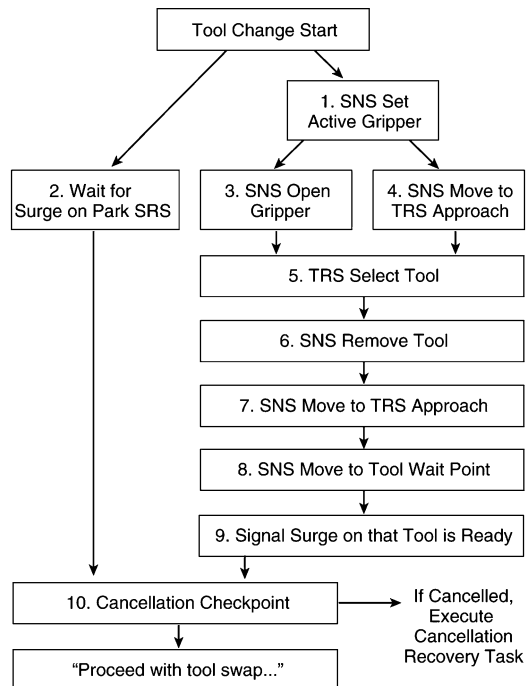 Tool Change Start
1. SNS Set
Active Gripper
2. Wait for
Surge on Park SRS
3. SNS Open
Gripper
4. SNS Move to
TRS Approach
5. TRS Select Tool
6. SNS Remove Tool
7. SNS Move to TRS Approach
8. SNS Move to Tool Wait Point
9. Signal Surge on that Tool is Ready
10. Cancellation Checkpoint
If Cancelled,
Execute
Cancellation
Recovery Task
“Proceed with tool swap...”